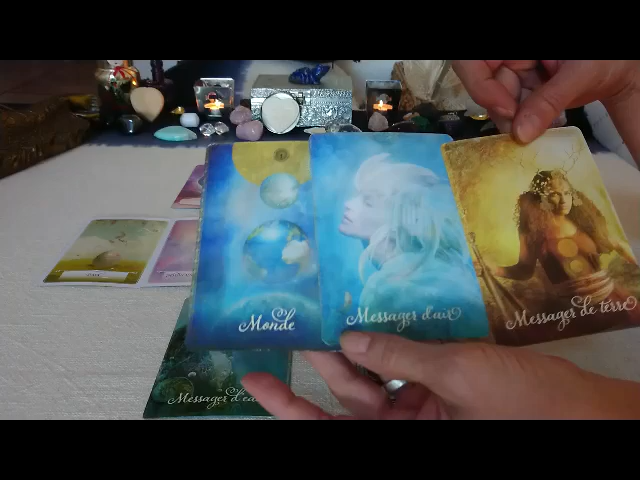 Monde
Messager d'air
Messager de terre
Messager d'eau